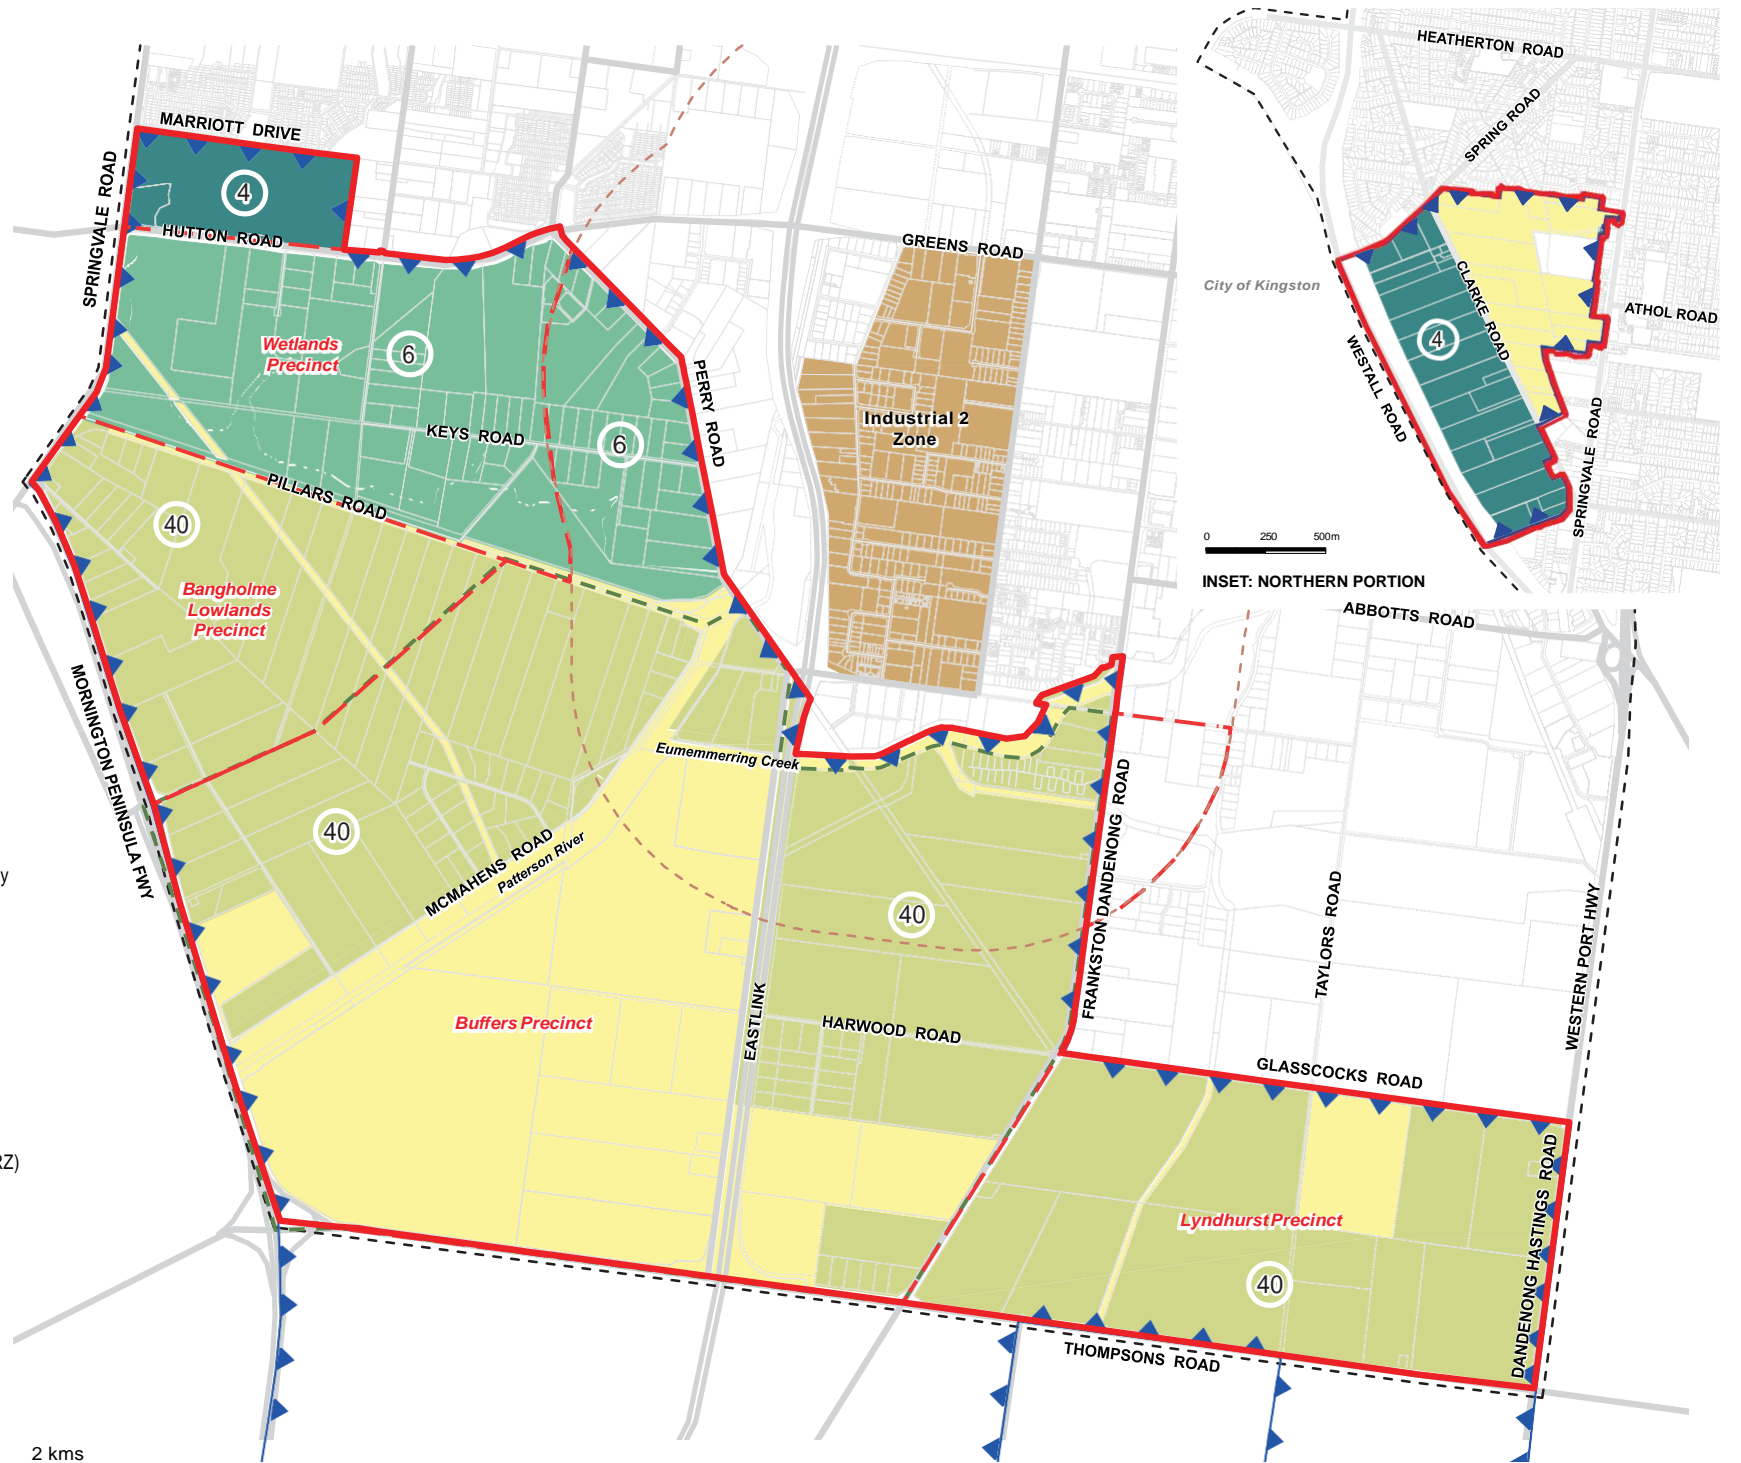 MARRIOTT DRIVE
SPRINGVALE ROAD
4
HUTTON ROAD
Wetlands
Precinct
6
KEYS ROAD
6
PERRY ROAD
PILLARS ROAD
40
Bangholme
Lowlands
Precinct
MORNINGTON PENINSULA FWY
40
MCMAHENS ROAD
Patterson River
Eumemmerring Creek
Buffers Precinct
EASTLINK
GREENS ROAD
Industrial 2
Zone
40
HARWOOD ROAD
FRANKSTON DANDENONG ROAD
TAYLORS ROAD
WESTERN PORT HWY
ABBOTTS ROAD
GLASSCOCKS ROAD
Lyndhurst Precinct
40
DANDENONG HASTINGS ROAD
THOMPSONS ROAD
HEATHERTON ROAD
SPRING ROAD
City of Kingston
CLARKE ROAD
4
WESTALL ROAD
ATHOL ROAD
SPRINGVALE ROAD
0 250 500m
INSET: NORTHERN PORTION
y
RZ)
2 kms